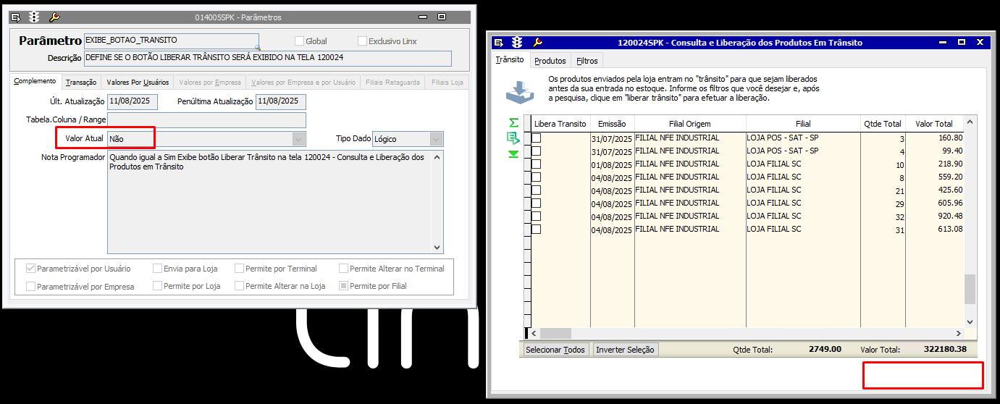 014005SPK - Parâmetros
Parâmetro EXIBE_BOTAO_TRANSITO Global Exclusivo Linx
Descrição DEFINE SE O BOTÃO LIBERAR TRÂNSITO SERÁ EXIBIDO NA TELA 120024
Complemento Transação Valores Por Usuários Valores por Empresa Valores por Empresa e por Usuário Filiais Retaguarda Filiais Loja
Últ. Atualização 11/08/2025 Penúltima Atualização 11/08/2025
Tabela.Coluna / Range
Valor Atual Não Tipo Dado Lógico
Nota Programador Quando igual a Sim Exibe botão Liberar Trânsito na tela 120024 - Consulta e Liberação dos
Produtos em Trânsito
Parametrizável por Usuário Envia para Loja Permite por Terminal Permite Alterar no Terminal
Parametrizável por Empresa Permite por Loja Permite Alterar na Loja Permite por Filial
120024SPK - Consulta e Liberação dos Produtos Em Trânsito
Trânsito Produtos Filtros
Os produtos enviados pela loja entram no "trânsito" para que sejam liberados
antes da sua entrada no estoque. Informe os filtros que você desejar e, após
a pesquisa, clique em "liberar trânsito" para efetuar a liberação.
Libera Transito Emissão Filial Origem Filial Qtde Total Valor Total
31/07/2025 FILIAL NFE INDUSTRIAL LOJA POS - SAT - SP 3 160.80
31/07/2025 FILIAL NFE INDUSTRIAL LOJA POS - SAT - SP 4 99.40
01/08/2025 FILIAL NFE INDUSTRIAL LOJA FILIAL SC 10 218.90
04/08/2025 FILIAL NFE INDUSTRIAL LOJA FILIAL SC 8 559.20
04/08/2025 FILIAL NFE INDUSTRIAL LOJA FILIAL SC 21 425.60
04/08/2025 FILIAL NFE INDUSTRIAL LOJA FILIAL SC 29 605.96
04/08/2025 FILIAL NFE INDUSTRIAL LOJA FILIAL SC 32 920.48
04/08/2025 FILIAL NFE INDUSTRIAL LOJA FILIAL SC 31 613.08
Selecionar Todos Inverter Seleção Qtde Total: 2749.00 Valor Total: 322180.38